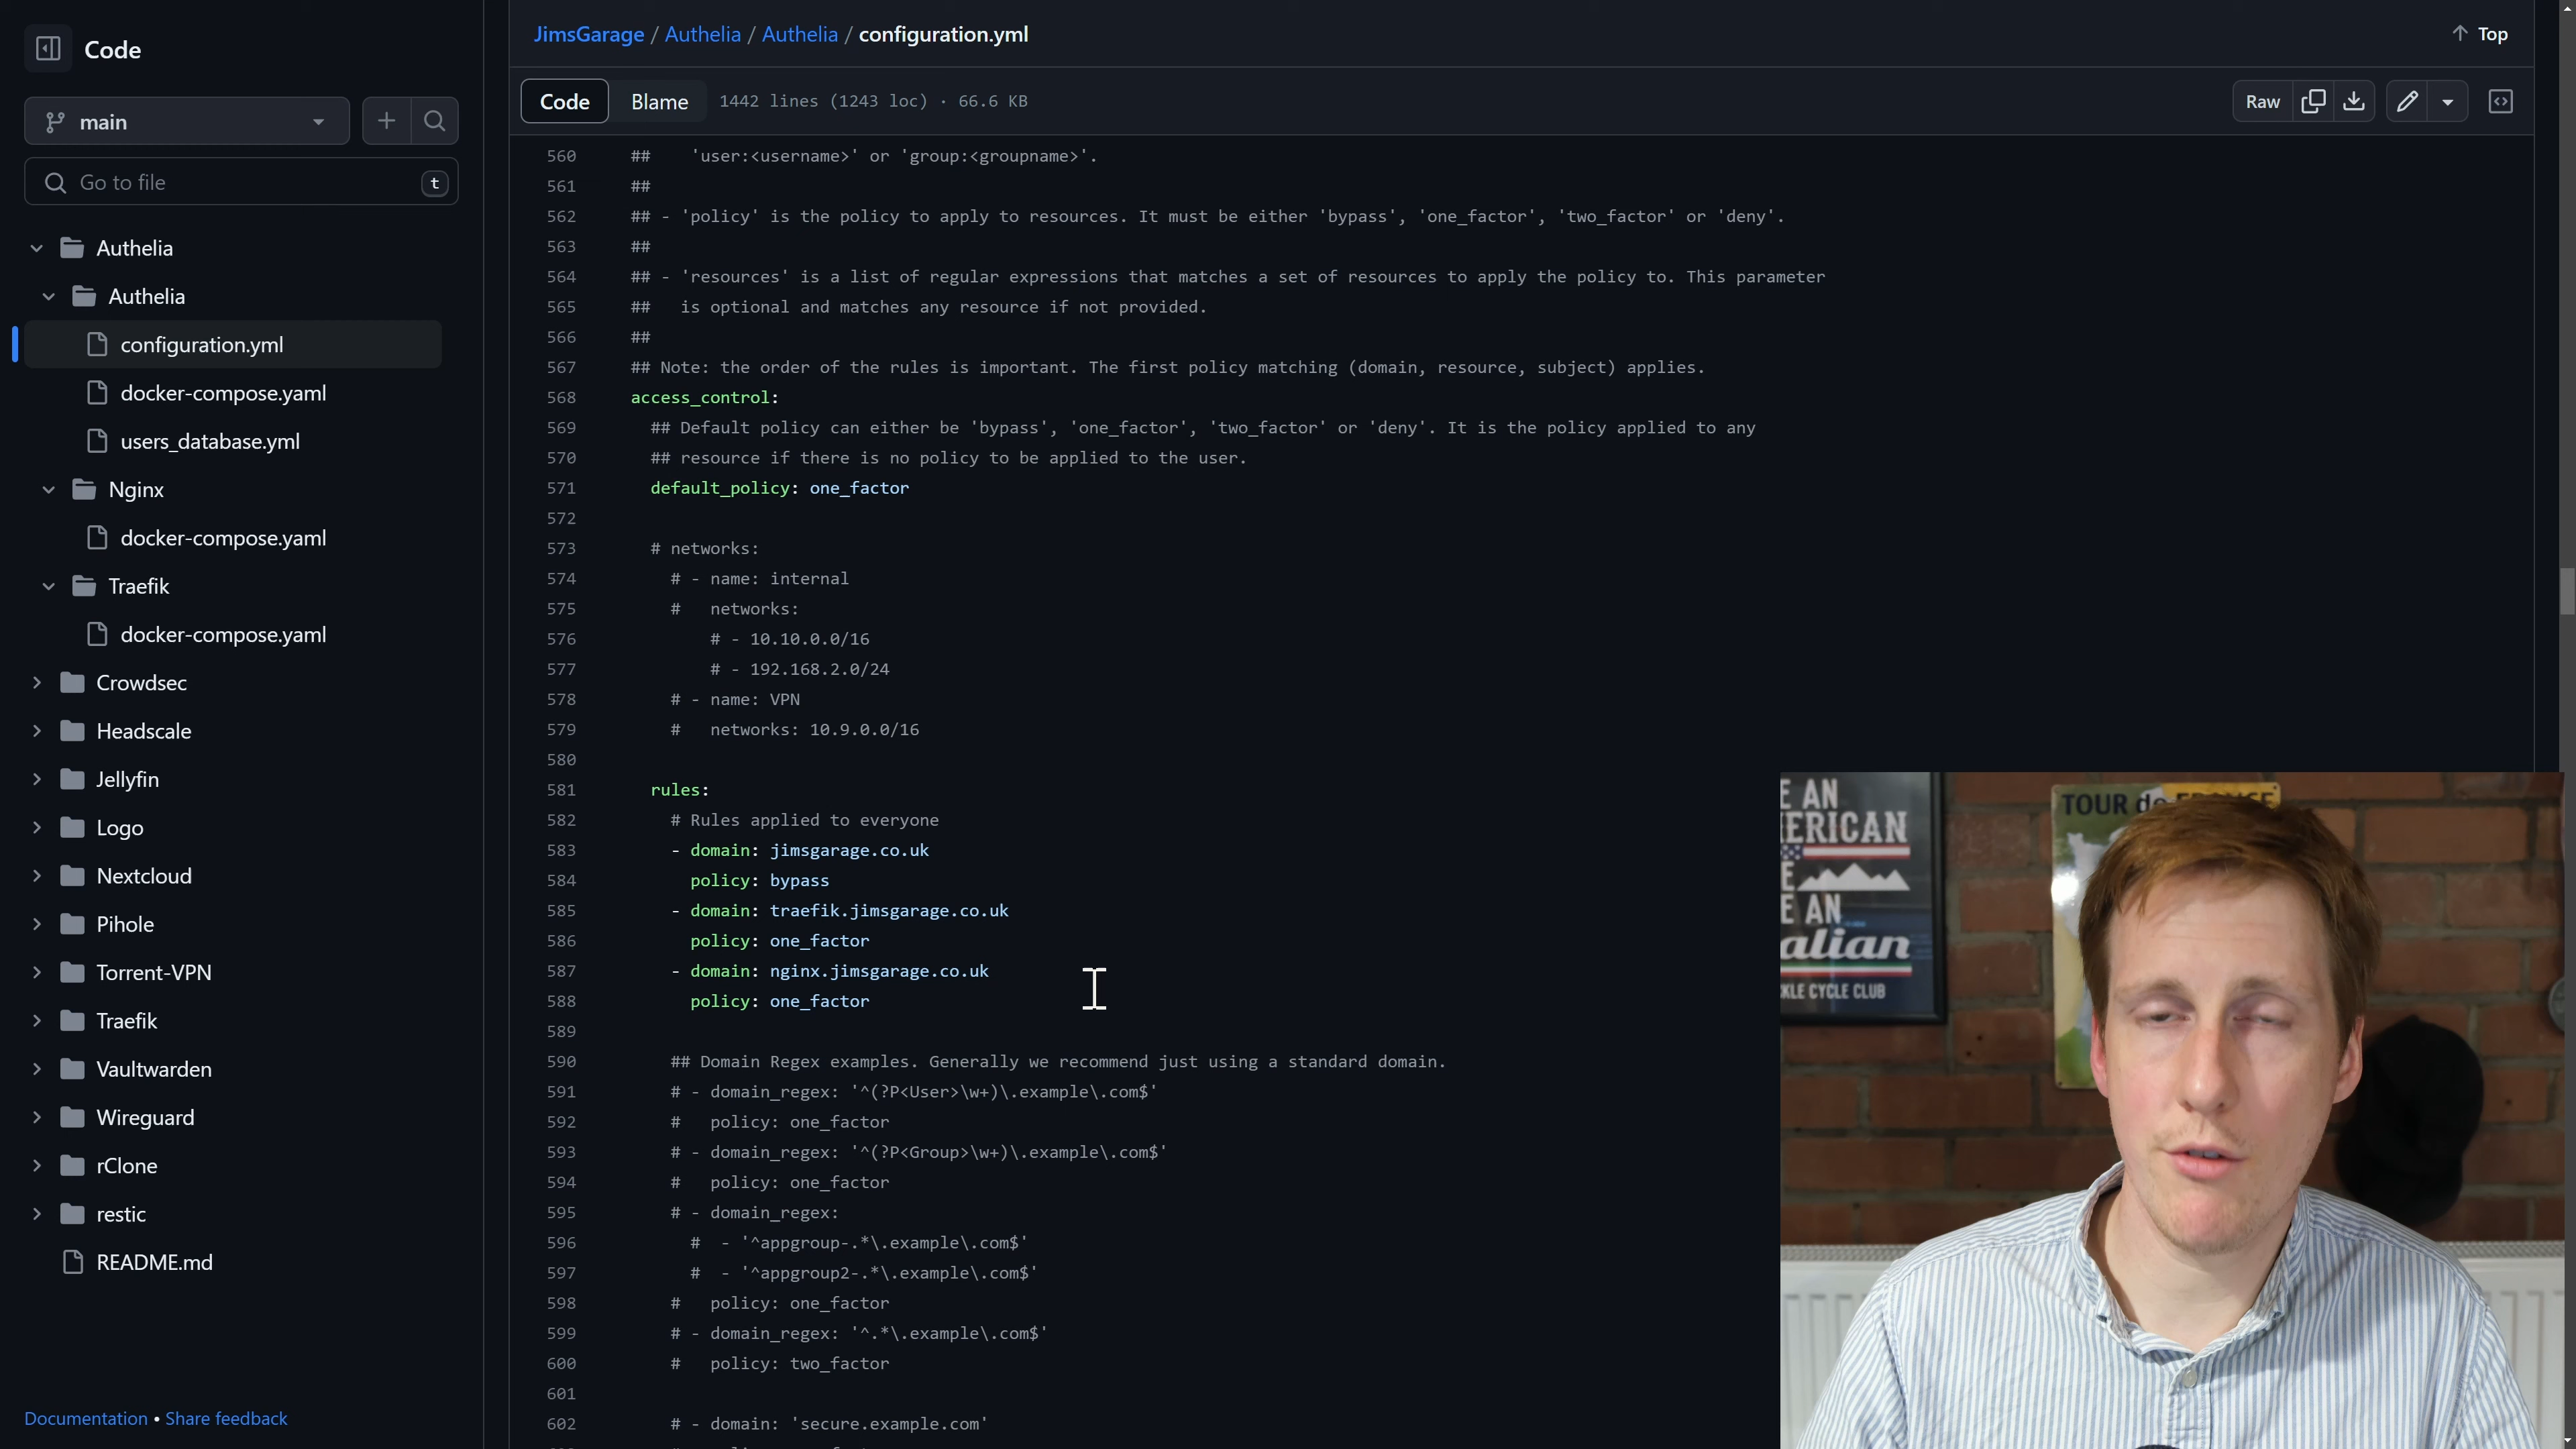 Code
main
Go to file
t
Authelia
Authelia
configuration.yml
docker-compose.yaml
users_database.yml
Nginx
docker-compose.yaml
Traefik
docker-compose.yaml
Crowdsec
Headscale
Jellyfin
Logo
Nextcloud
Pihole
Torrent-VPN
Traefik
Vaultwarden
Wireguard
rClone
restic
README.md
Documentation • Share feedback
JimsGarage / Authelia / Authelia / configuration.yml
Top
Code Blame 1442 lines (1243 loc) · 66.6 KB
Raw
560 ## 'user:<username>' or 'group:<groupname>'.
561 ##
562 ## - 'policy' is the policy to apply to resources. It must be either 'bypass', 'one_factor', 'two_factor' or 'deny'.
563 ##
564 ## - 'resources' is a list of regular expressions that matches a set of resources to apply the policy to. This parameter
565 ## is optional and matches any resource if not provided.
566 ##
567 ## Note: the order of the rules is important. The first policy matching (domain, resource, subject) applies.
568 access_control:
569 ## Default policy can either be 'bypass', 'one_factor', 'two_factor' or 'deny'. It is the policy applied to any
570 ## resource if there is no policy to be applied to the user.
571 default_policy: one_factor
572
573 # networks:
574 # - name: internal
575 # networks:
576 # - 10.10.0.0/16
577 # - 192.168.2.0/24
578 # - name: VPN
579 # networks: 10.9.0.0/16
580
581 rules:
582 # Rules applied to everyone
583 - domain: jimsgarage.co.uk
584 policy: bypass
585 - domain: traefik.jimsgarage.co.uk
586 policy: one_factor
587 - domain: nginx.jimsgarage.co.uk
588 policy: one_factor
589
590 ## Domain Regex examples. Generally we recommend just using a standard domain.
591 # - domain_regex: '^(?P<User>\w+)\.example\.com$'
592 # policy: one_factor
593 # - domain_regex: '^(?P<Group>\w+)\.example\.com$'
594 # policy: one_factor
595 # - domain_regex:
596 # - '^appgroup-.*\.example\.com$'
597 # - '^appgroup2-.*\.example\.com$'
598 # policy: one_factor
599 # - domain_regex: '^.*\.example\.com$'
600 # policy: two_factor
601
602 # - domain: 'secure.example.com'
E AN
ERICAN
E
E AN
alian
KLE CYCLE CLUB
TOUR de FRANCE